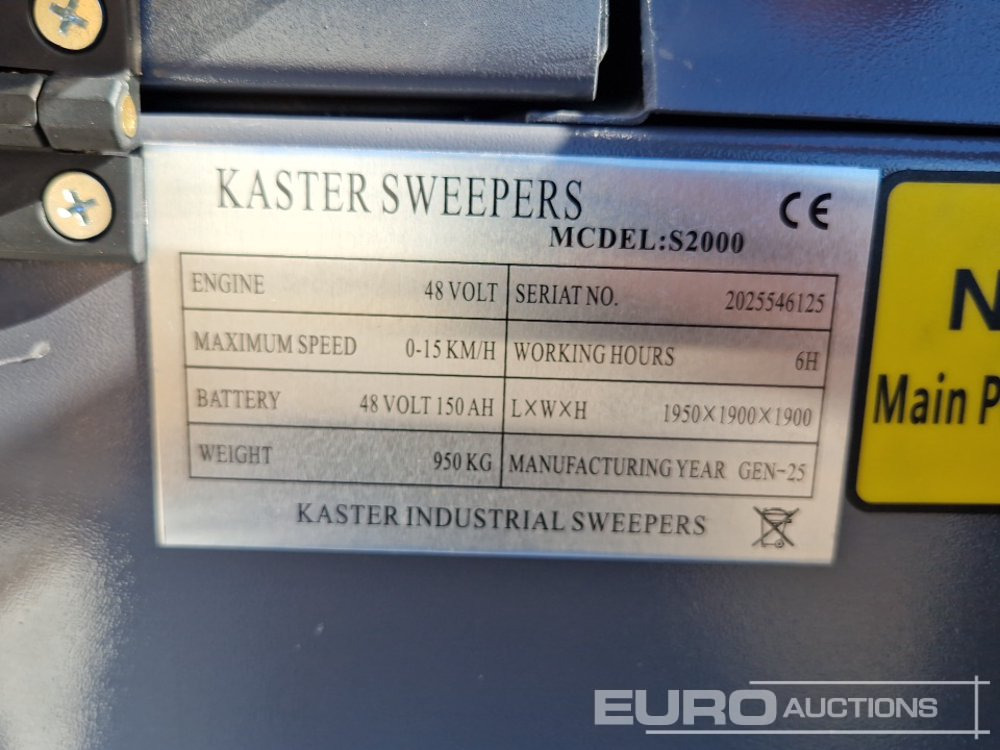 KASTER SWEEPERS
CE
MCDEL:S2000
ENGINE 48 VOLT SERIAT NO. 2025546125
MAXIMUM SPEED 0-15 KM/H WORKING HOURS 6H
BATTERY 48 VOLT 150 AH L×W×H 1950×1900×1900
WEIGHT 950 KG MANUFACTURING YEAR GEN-25
KASTER INDUSTRIAL SWEEPERS
N
Main P
EURO AUCTIONS